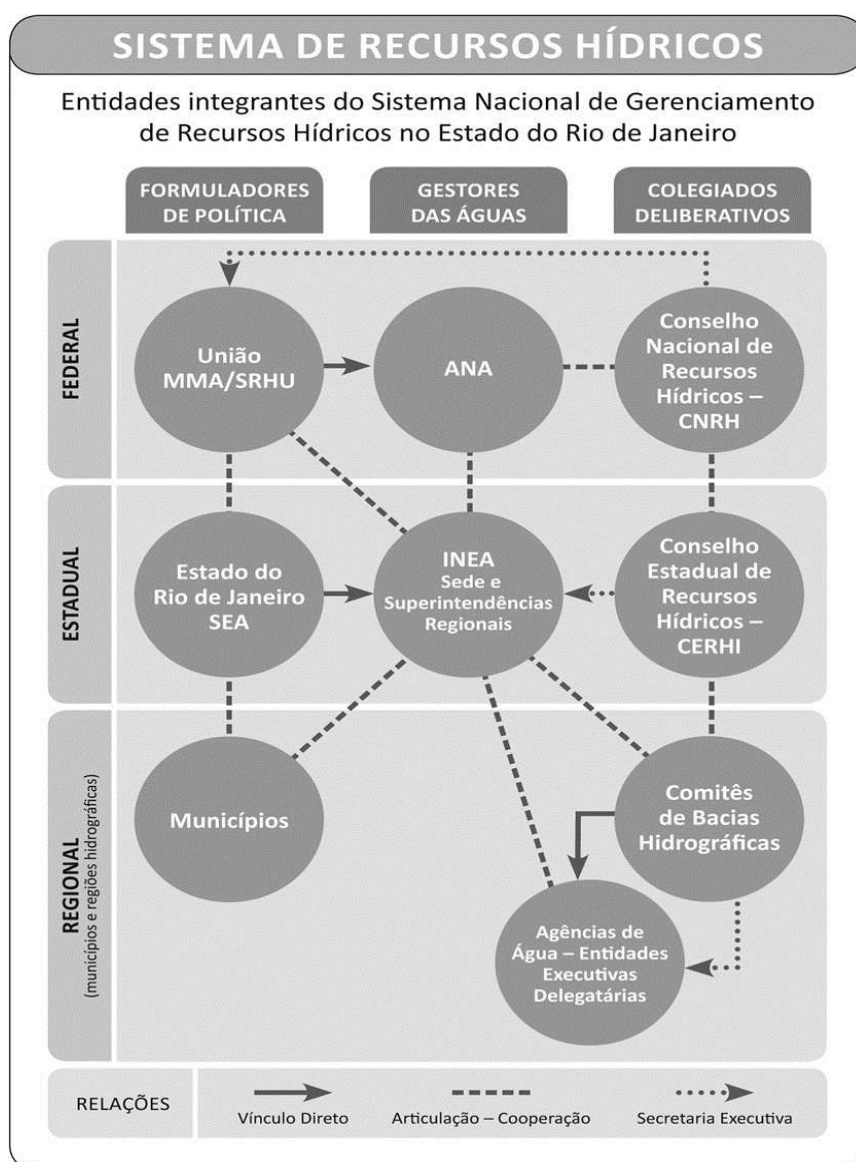 SISTEMA DE RECURSOS HÍDRICOS
Entidades integrantes do Sistema Nacional de Gerenciamento
de Recursos Hídricos no Estado do Rio de Janeiro
FORMULADORES
DE POLÍTICA
GESTORES
DAS ÁGUAS
COLEGIADOS
DELIBERATIVOS
FEDERAL
União
MMA/SRHU
ANA
Conselho
Nacional de
Recursos
Hídricos –
CNRH
ESTADUAL
Estado do
Rio de Janeiro
SEA
INEA
Sede e
Superintendências
Regionais
Conselho
Estadual de
Recursos
Hídricos –
CERHI
REGIONAL
(municípios e regiões hidrográficas)
Municípios
Comitês
de Bacias
Hidrográficas
Agências de
Água – Entidades
Executivas
Delegatárias
RELAÇÕES
Vínculo Direto
Articulação – Cooperação
Secretaria Executiva